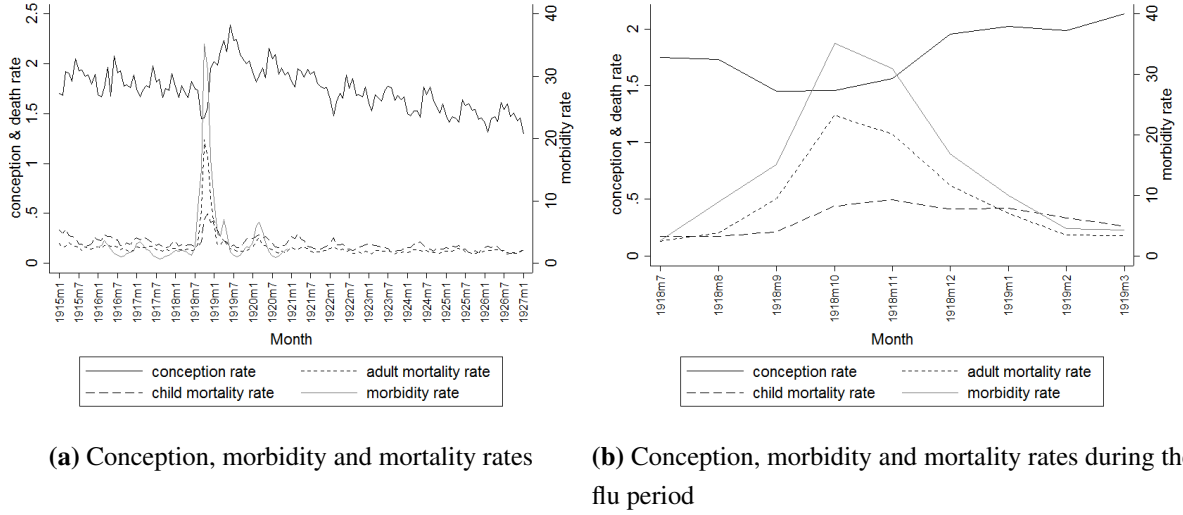 2.5
2
1.5
1
.5
0
conception & death rate
40
30
20
10
0
morbidity rate
1915m1
1915m7
1916m1
1916m7
1917m1
1917m7
1918m1
1918m7
1919m1
1919m7
1920m1
1920m7
1921m1
1921m7
1922m1
1922m7
1923m1
1923m7
1924m1
1924m7
1925m1
1925m7
1926m1
1926m7
1927m1
Month
conception rate
adult mortality rate
child mortality rate
morbidity rate
(a) Conception, morbidity and mortality rates
2
1.5
1
.5
0
conception & death rate
40
30
20
10
0
morbidity rate
1918m7
1918m8
1918m9
1918m10
1918m11
1918m12
1919m1
1919m2
1919m3
Month
conception rate
adult mortality rate
child mortality rate
morbidity rate
(b) Conception, morbidity and mortality rates during the
flu period